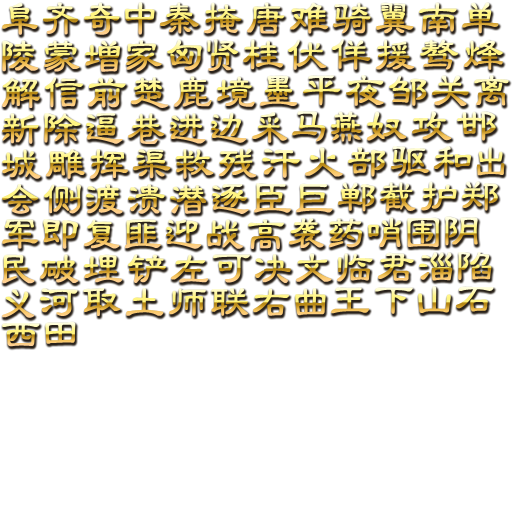 阜齐奇中秦掩唐难骑翼南单
陵蒙增家匈贤桂伏佯援骜烽
解信前楚鹿境墨平夜邹关离
新除逼巷进边采马燕奴攻邯
城雕挥渠救残汗火部驱和出
会侧渡溃潜逐臣巨郸截护郑
军即复匪迎战高袭药哨围阴
民破埋铲左可决文临君淄陷
义河取土师联右曲王下山石
西田